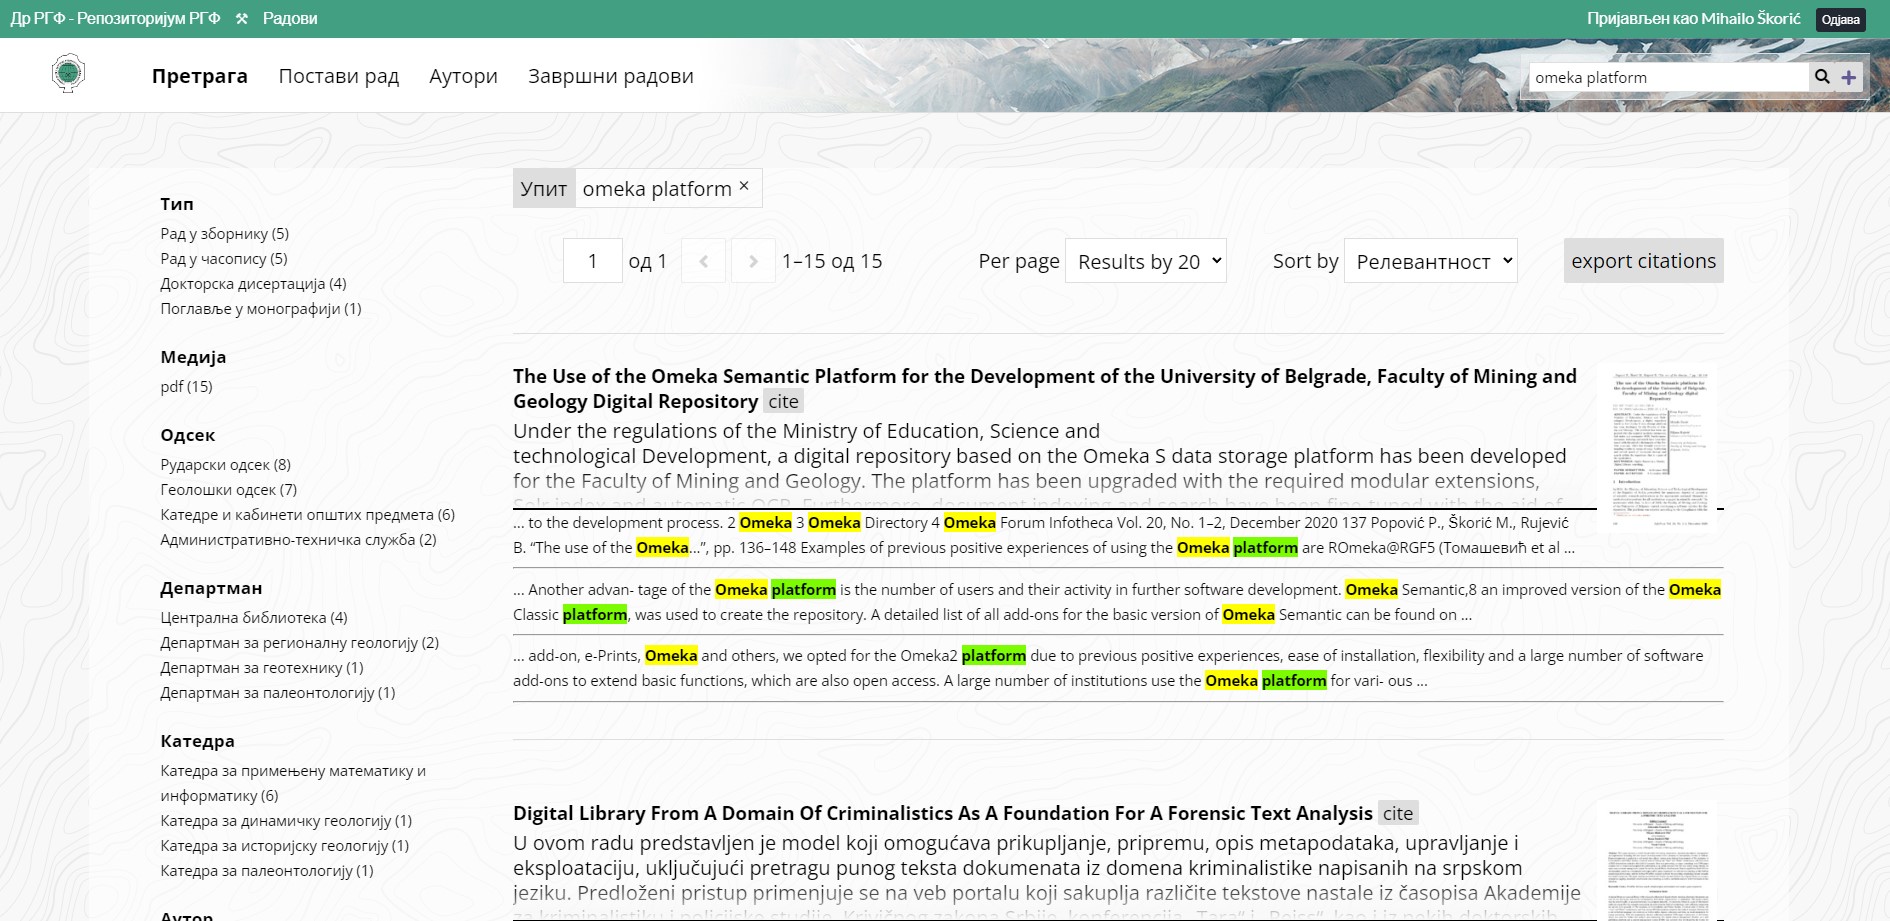 Др РГФ - Репозиторијум РГФ ⚒ Радови
Пријављен као Mihailo Škorić Одјава
Претрага Постави рад Аутори Завршни радови
omeka platform
Упит omeka platform ×
1 од 1 1–15 од 15 Per page Results by 20 Sort by Релевантност export citations
Тип
Рад у зборнику (5)
Рад у часопису (5)
Докторска дисертација (4)
Поглавље у монографији (1)
Медија
pdf (15)
Одсек
Рударски одсек (8)
Геолошки одсек (7)
Катедре и кабинети општих предмета (6)
Административно-техничка служба (2)
Департман
Централна библиотека (4)
Департман за регионалну геологију (2)
Департман за геотехнику (1)
Департман за палеонтологију (1)
Катедра
Катедра за примењену математику и
информатику (6)
Катедра за динамичку геологију (1)
Катедра за историјску геологију (1)
Катедра за палеонтологију (1)
Аутор
The Use of the Omeka Semantic Platform for the Development of the University of Belgrade, Faculty of Mining and
Geology Digital Repository cite
Under the regulations of the Ministry of Education, Science and
technological Development, a digital repository based on the Omeka S data storage platform has been developed
for the Faculty of Mining and Geology. The platform has been upgraded with the required modular extensions,
Solr index and automatic OCR. Furthermore, document indexing and search have been fine-tuned with the aid of
... to the development process. 2 Omeka 3 Omeka Directory 4 Omeka Forum Infotheca Vol. 20, No. 1–2, December 2020 137 Popović P., Škorić M., Rujević
B. “The use of the Omeka...”, pp. 136–148 Examples of previous positive experiences of using the Omeka platform are ROmeka@RGF5 (Томашевић et al ...
... Another advan- tage of the Omeka platform is the number of users and their activity in further software development. Omeka Semantic,8 an improved version of the Omeka
Classic platform, was used to create the repository. A detailed list of all add-ons for the basic version of Omeka Semantic can be found on ...
... add-on, e-Prints, Omeka and others, we opted for the Omeka2 platform due to previous positive experiences, ease of installation, flexibility and a large number of software
add-ons to extend basic functions, which are also open access. A large number of institutions use the Omeka platform for vari- ous ...
Digital Library From A Domain Of Criminalistics As A Foundation For A Forensic Text Analysis cite
U ovom radu predstavljen je model koji omogućava prikupljanje, pripremu, opis metapodataka, upravljanje i
eksploataciju, uključujući pretragu punog teksta dokumenata iz domena kriminalistike napisanih na srpskom
jeziku. Predloženi pristup primenjuje se na veb portalu koji sakuplja različite tekstove nastale iz časopisa Akademije